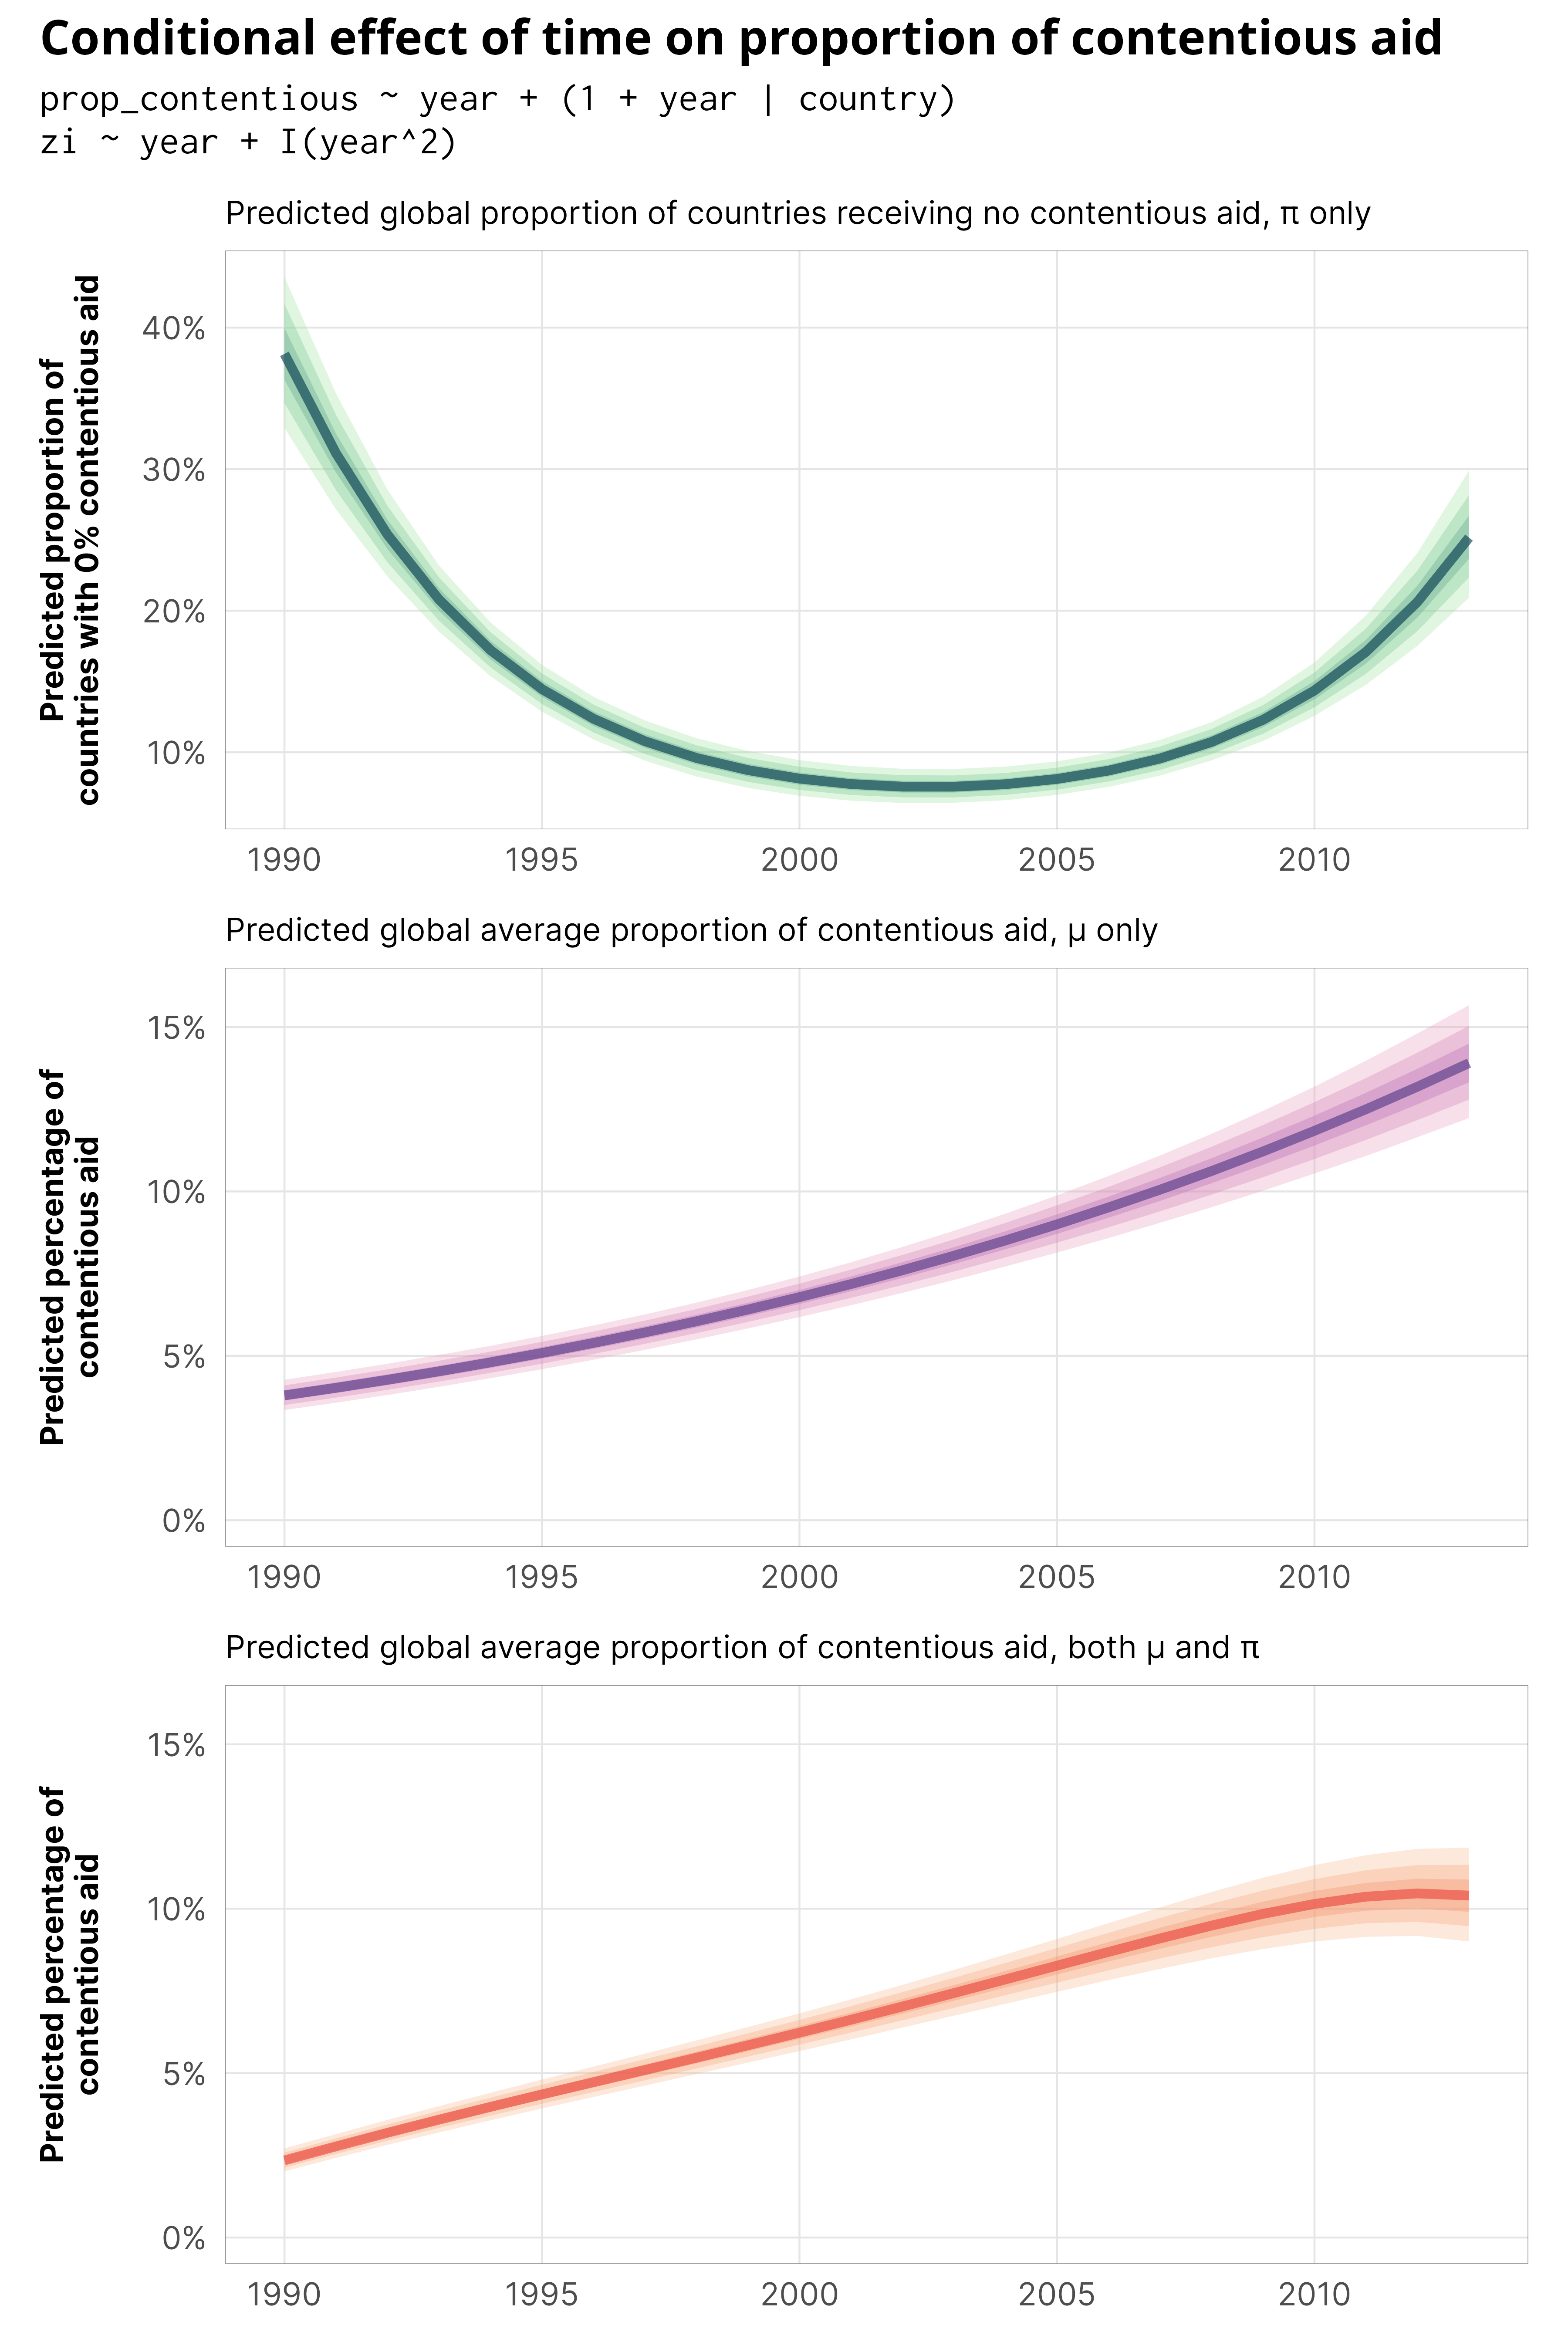 Conditional effect of time on proportion of contentious aid
prop_contentious ~ year + (1 + year | country)
zi ~ year + I(year^2)
Predicted global proportion of countries receiving no contentious aid, π only
Predicted proportion of
countries with 0% contentious aid
40%
30%
20%
10%
1990 1995 2000 2005 2010
Predicted global average proportion of contentious aid, μ only
Predicted percentage of
contentious aid
15%
10%
5%
0%
1990 1995 2000 2005 2010
Predicted global average proportion of contentious aid, both μ and π
Predicted percentage of
contentious aid
15%
10%
5%
0%
1990 1995 2000 2005 2010